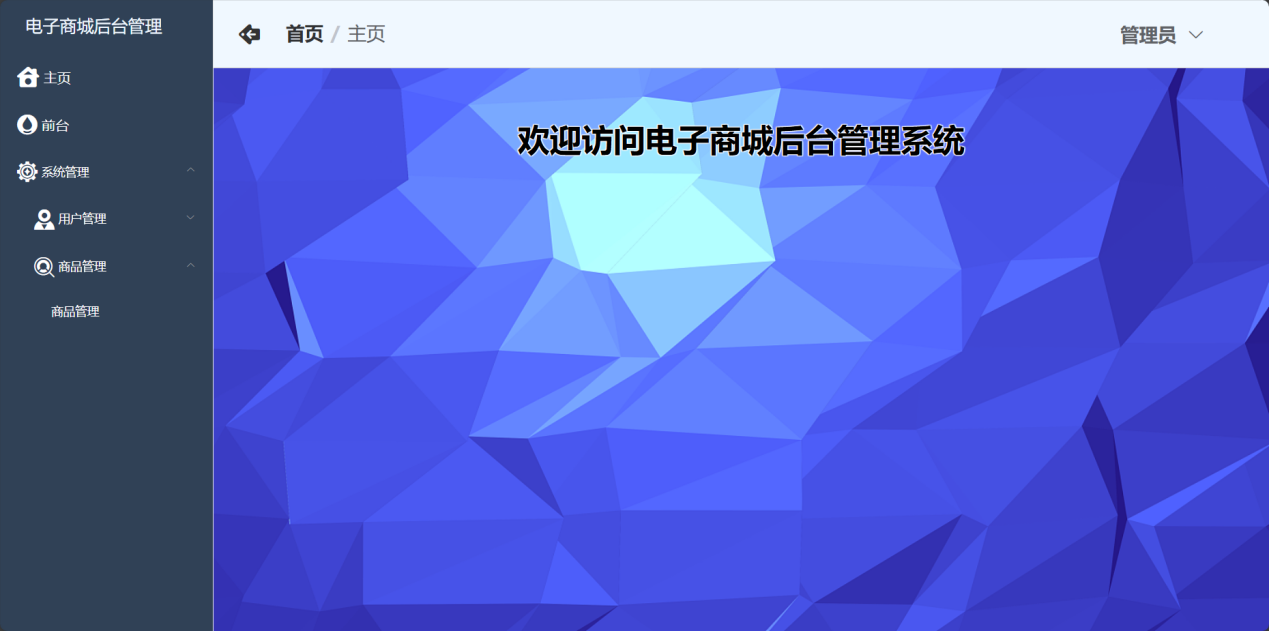 电子商城后台管理
首页 / 主页
管理员
主页
前台
系统管理
用户管理
商品管理
商品管理
欢迎访问电子商城后台管理系统